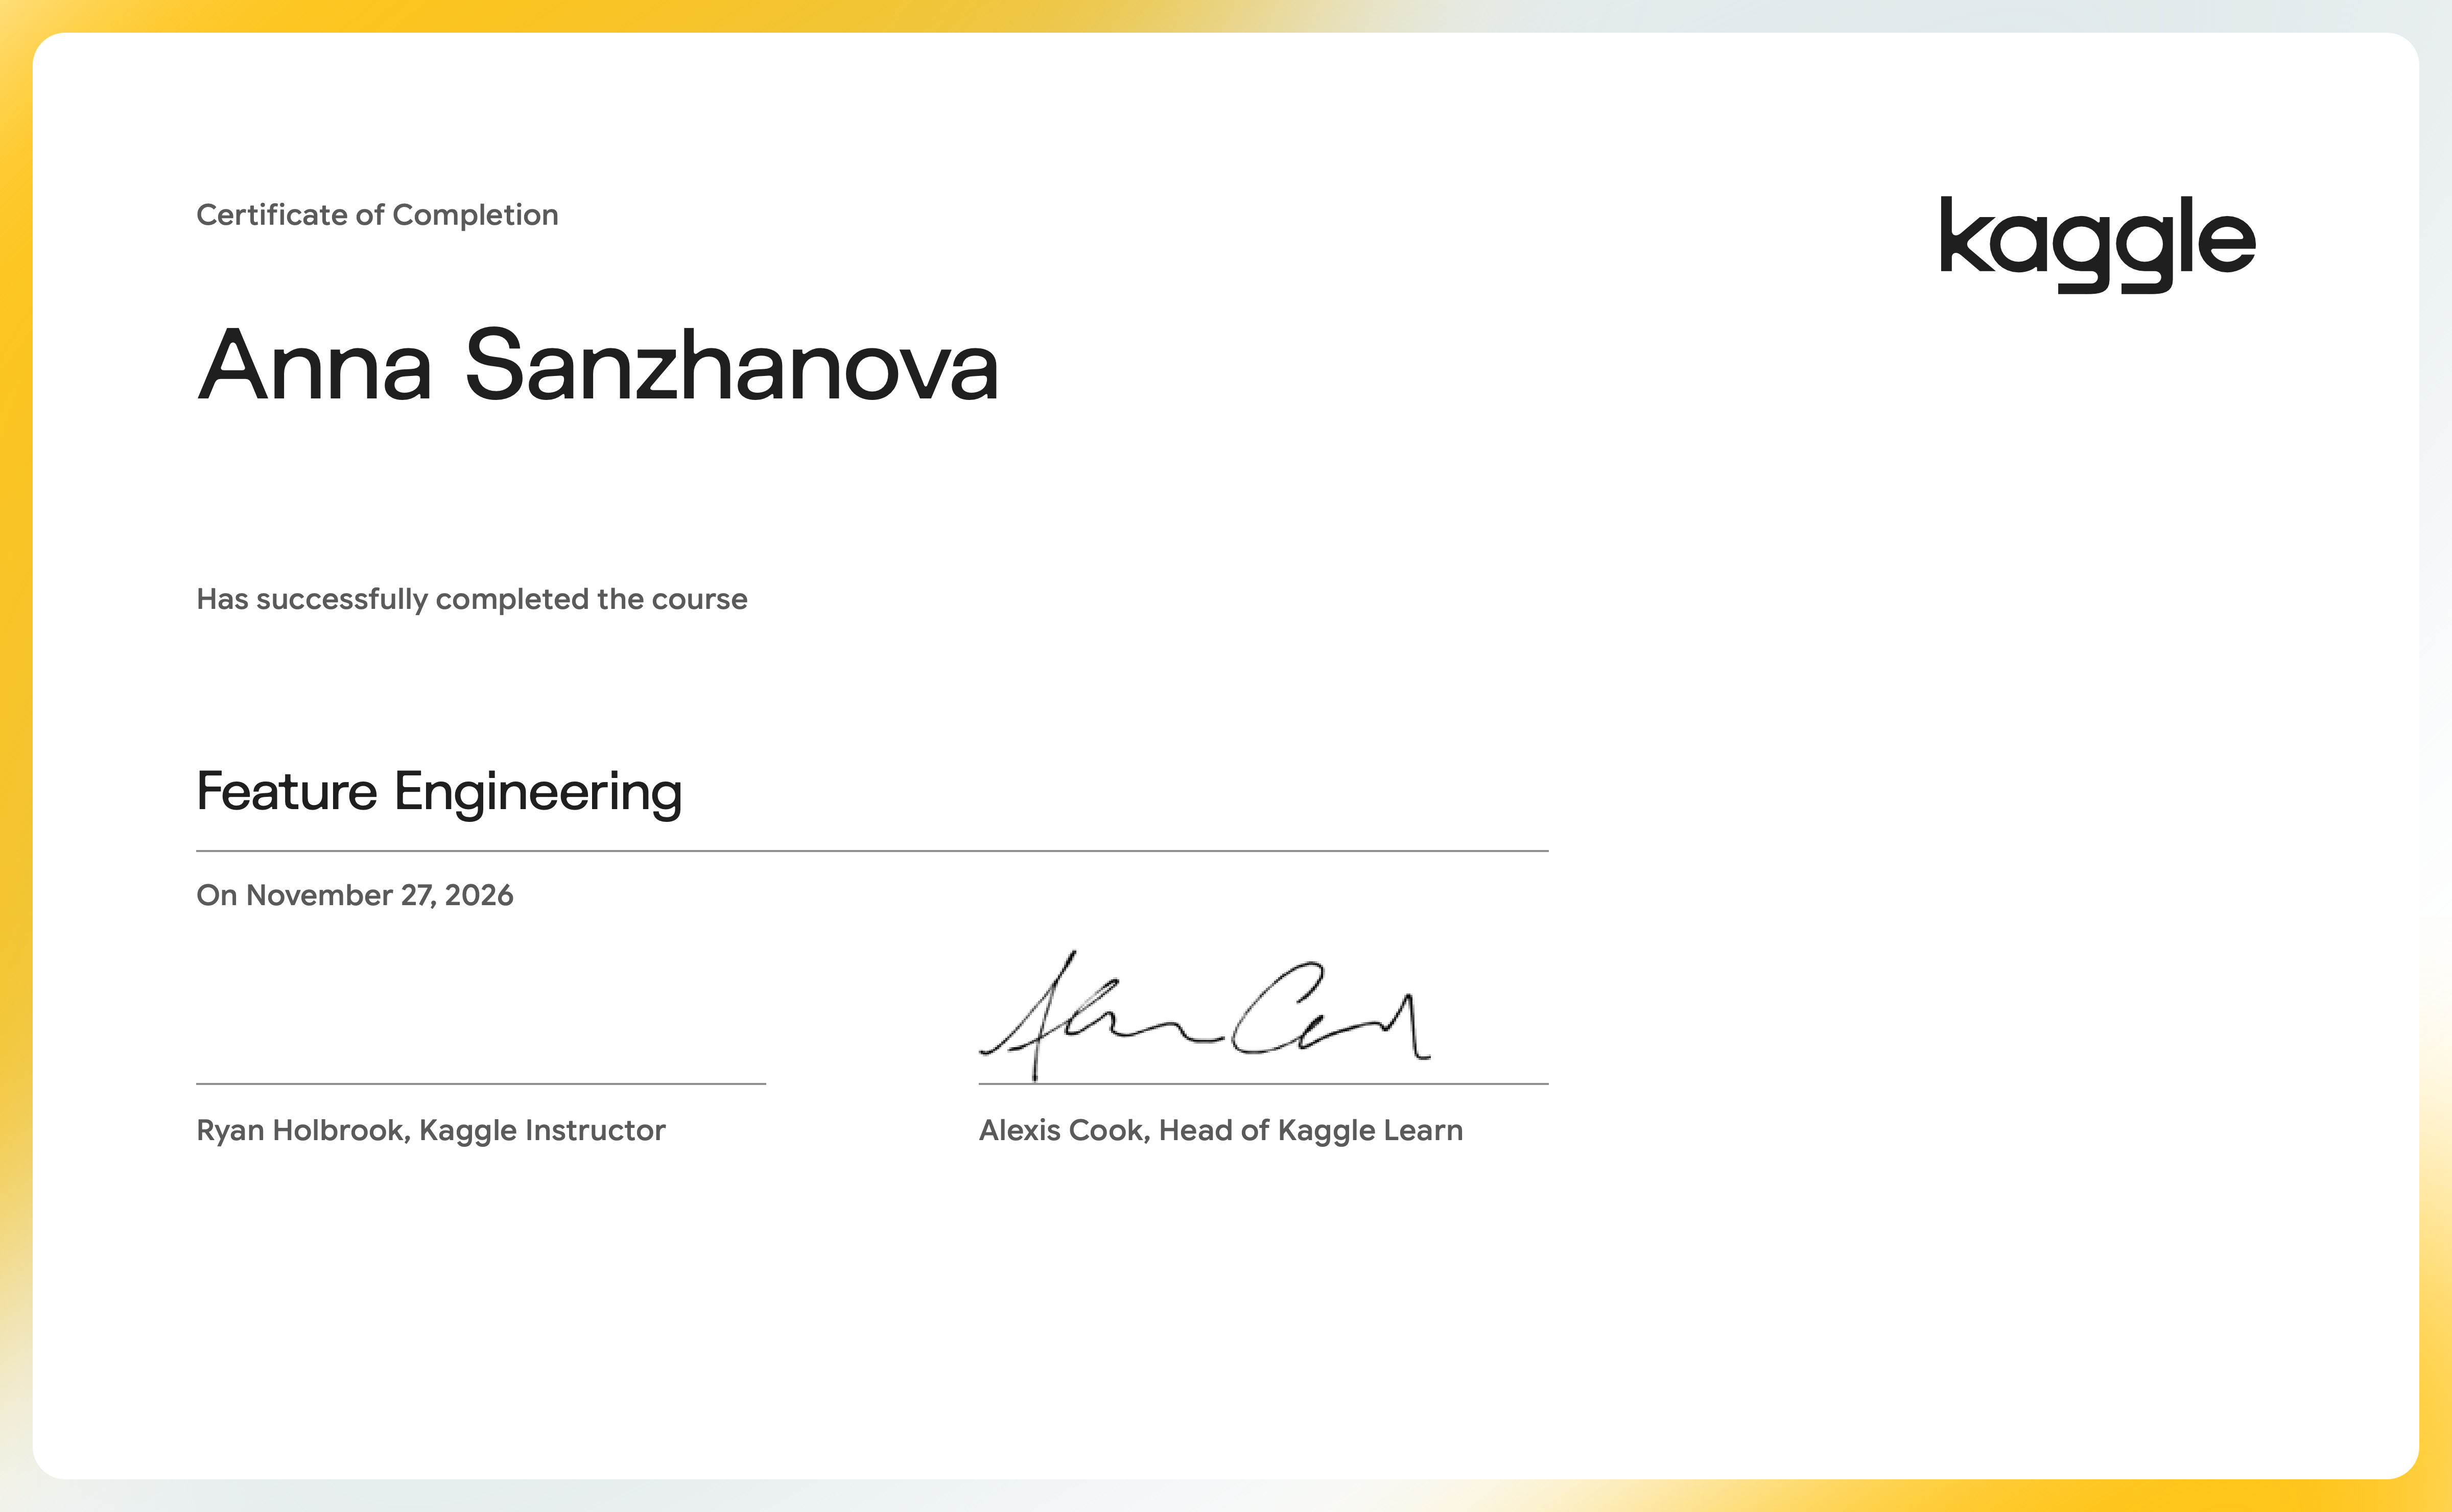 Certificate of Completion
kaggle
Anna Sanzhanova
Has successfully completed the course
Feature Engineering
On November 27, 2026
Ryan Holbrook, Kaggle Instructor
Alexis Cook, Head of Kaggle Learn